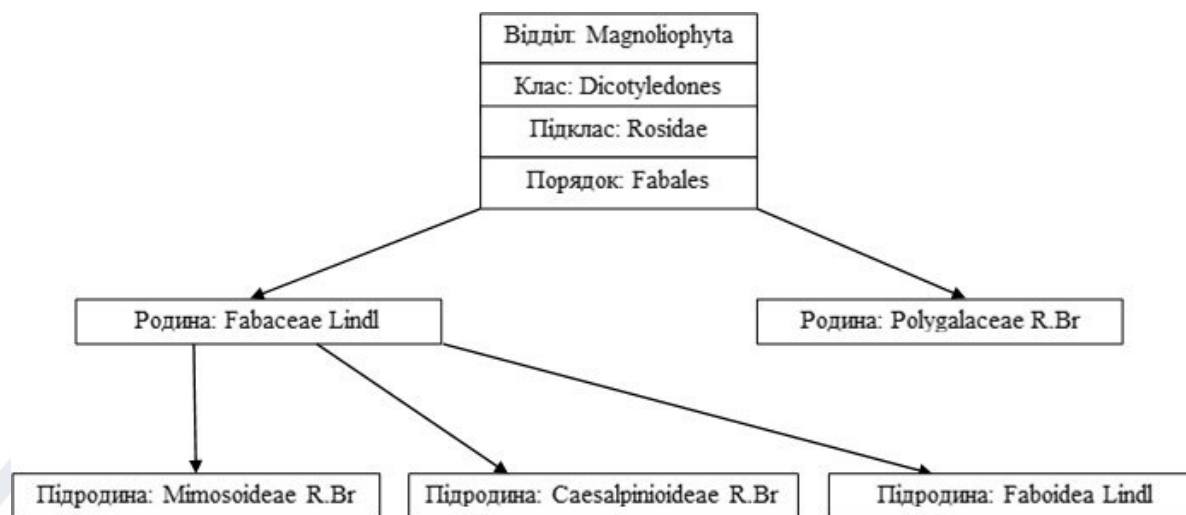 Відділ: Magnoliophyta
Клас: Dicotyledones
Підклас: Rosidae
Порядок: Fabales
Родина: Fabaceae Lindl
Родина: Polygalaceae R.Br
Підродина: Mimosoideae R.Br
Підродина: Caesalpinioideae R.Br
Підродина: Faboidea Lindl